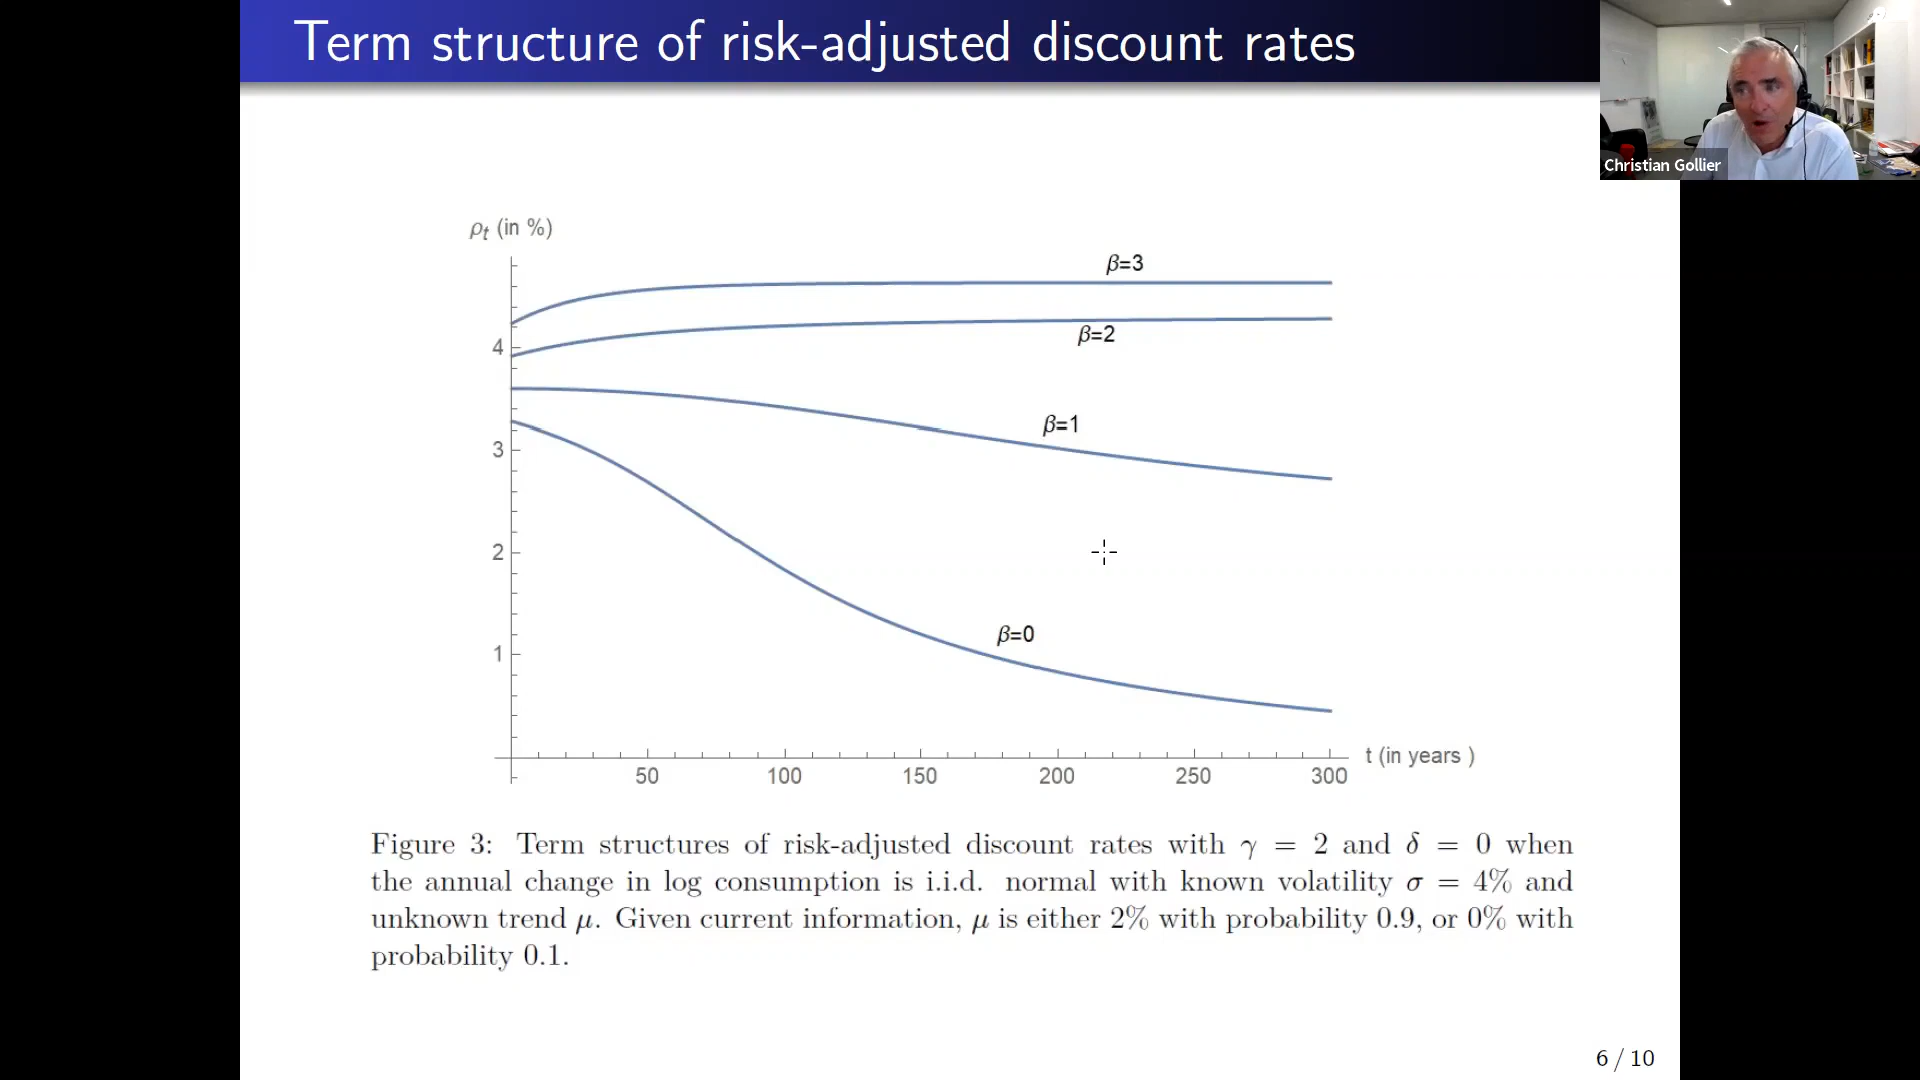 Term structure of risk-adjusted discount rates
Christian Gollier
ρt (in %)
β=3
β=2
β=1
β=0
4
3
2
1
50 100 150 200 250 300
t (in years )
Figure 3: Term structures of risk-adjusted discount rates with γ = 2 and δ = 0 when
the annual change in log consumption is i.i.d. normal with known volatility σ = 4% and
unknown trend μ. Given current information, μ is either 2% with probability 0.9, or 0% with
probability 0.1.
6 / 10